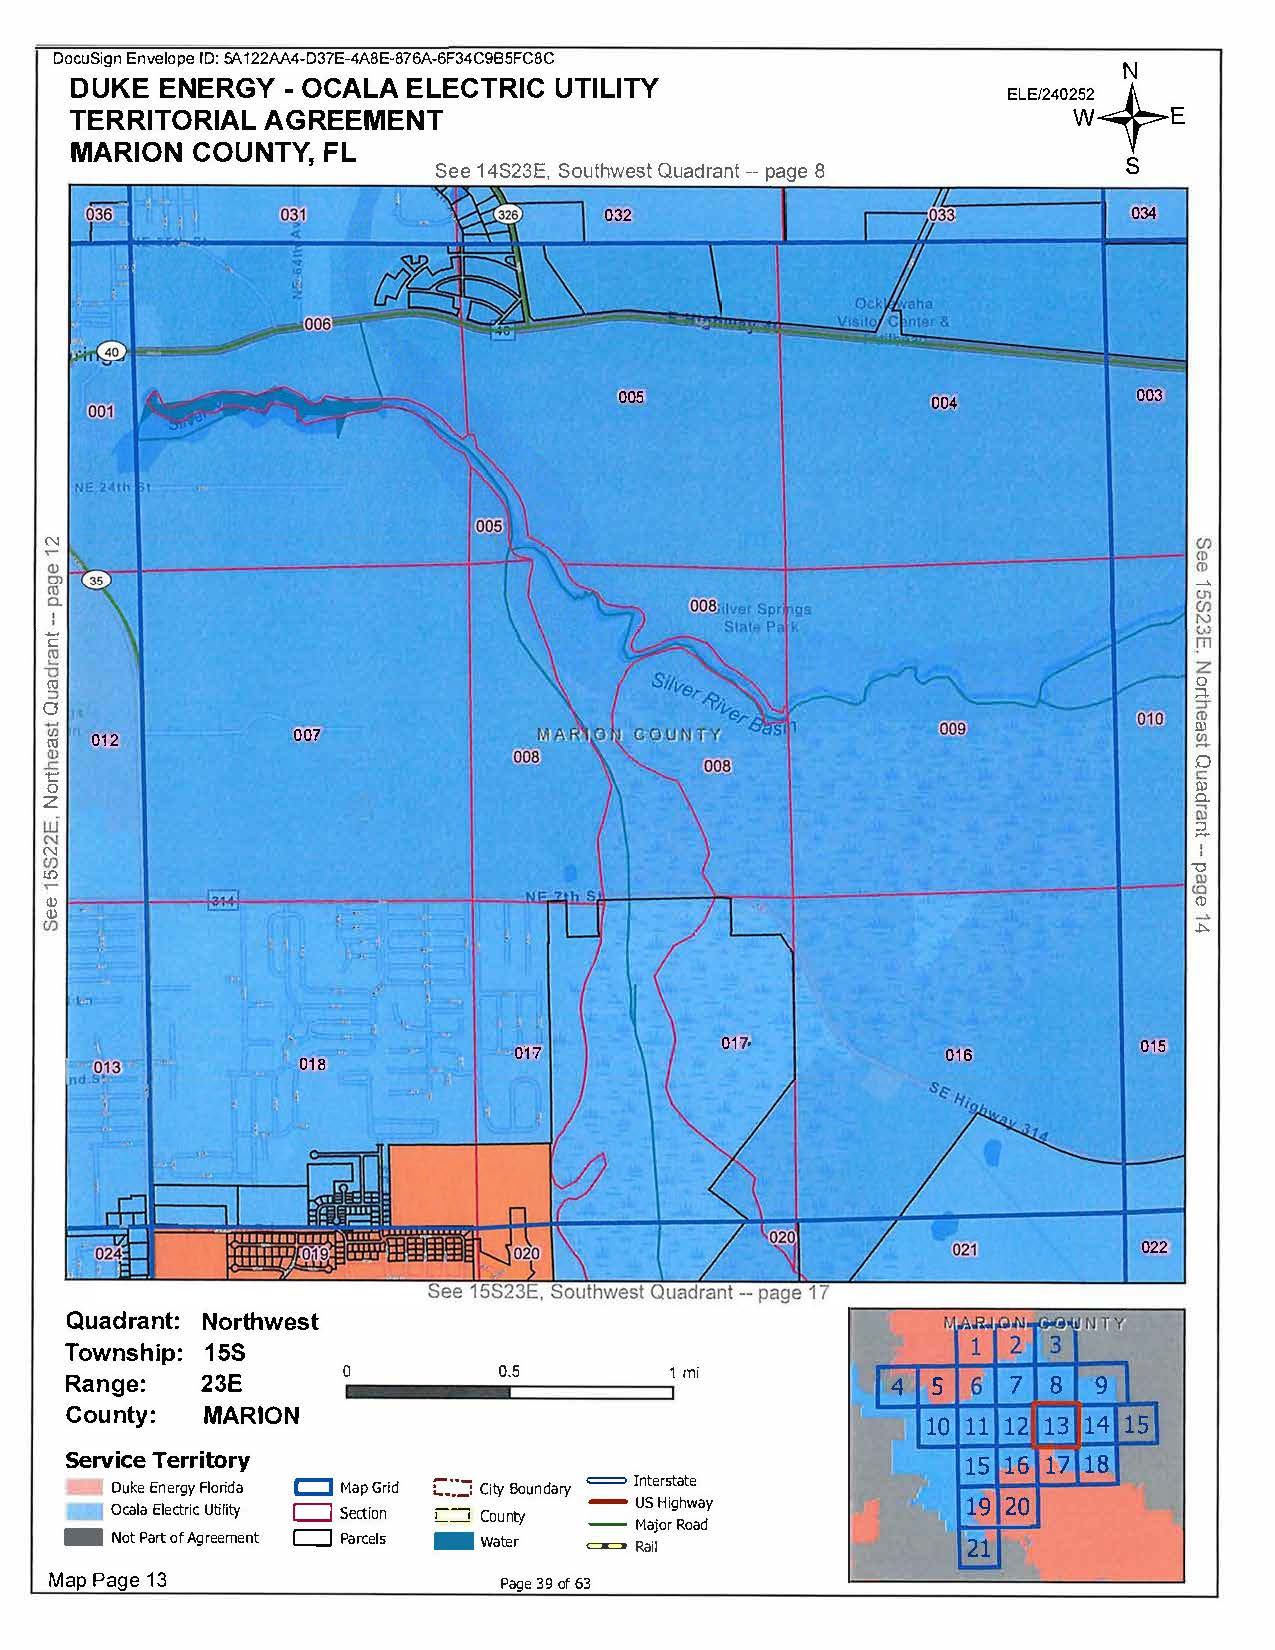 DocuSign Envelope ID: 5A122AA4-D37E-4A8E-876A-6F34C9B5FC8C
DUKE ENERGY - OCALA ELECTRIC UTILITY
TERRITORIAL AGREEMENT
MARION COUNTY, FL
ELE/240252
N
W E
S
See 14S23E, Southwest Quadrant -- page 8
036 031 326 032 033 034
NE 64th Av
Ocklawaha
Visitor Center &
006
40
E Highway 40
40
001 005 004 003
Silver
NE 24th St
005
35
008
Silver Springs
State Park
Silver River Basin
MARION COUNTY
012 007 008 008 009 010
314
NE 7th St
013 018 017 017 016 015
nd St
SE Highway 314
024 019 020 020 021 022
See 15S22E, Northeast Quadrant -- page 12
See 15S23E, Northeast Quadrant -- page 14
See 15S23E, Southwest Quadrant -- page 17
Quadrant: Northwest
Township: 15S
Range: 23E
County: MARION
0 0.5 1 mi
Service Territory
Duke Energy Florida
Ocala Electric Utility
Not Part of Agreement
Map Grid
Section
Parcels
City Boundary
County
Water
Interstate
US Highway
Major Road
Rail
MARION COUNTY
1 2 3
4 5 6 7 8 9
10 11 12 13 14 15
15 16 17 18
19 20
21
Map Page 13
Page 39 of 63